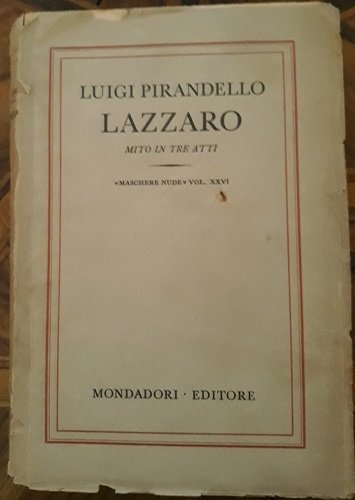 LUIGI PIRANDELLO
LAZZARO
MITO IN TRE ATTI
«MASCHERE NUDE» VOL. XXVI
MONDADORI · EDITORE